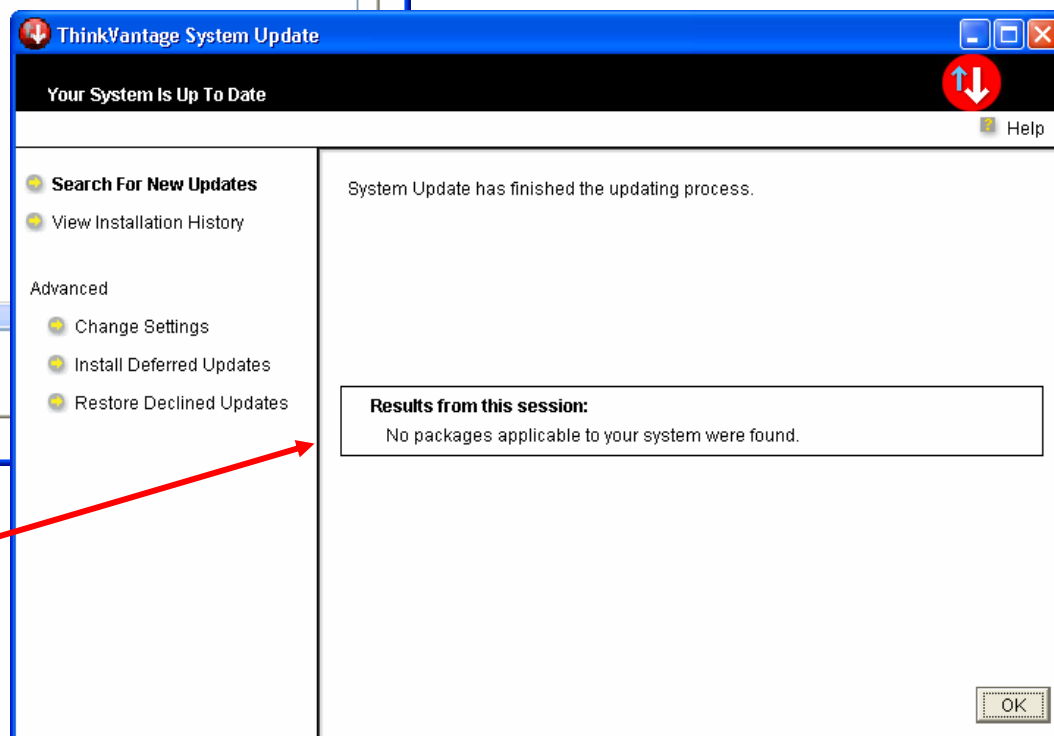 ThinkVantage System Update
Your System Is Up To Date
Help
Search For New Updates
View Installation History
Advanced
Change Settings
Install Deferred Updates
Restore Declined Updates
System Update has finished the updating process.
Results from this session:
No packages applicable to your system were found.
OK